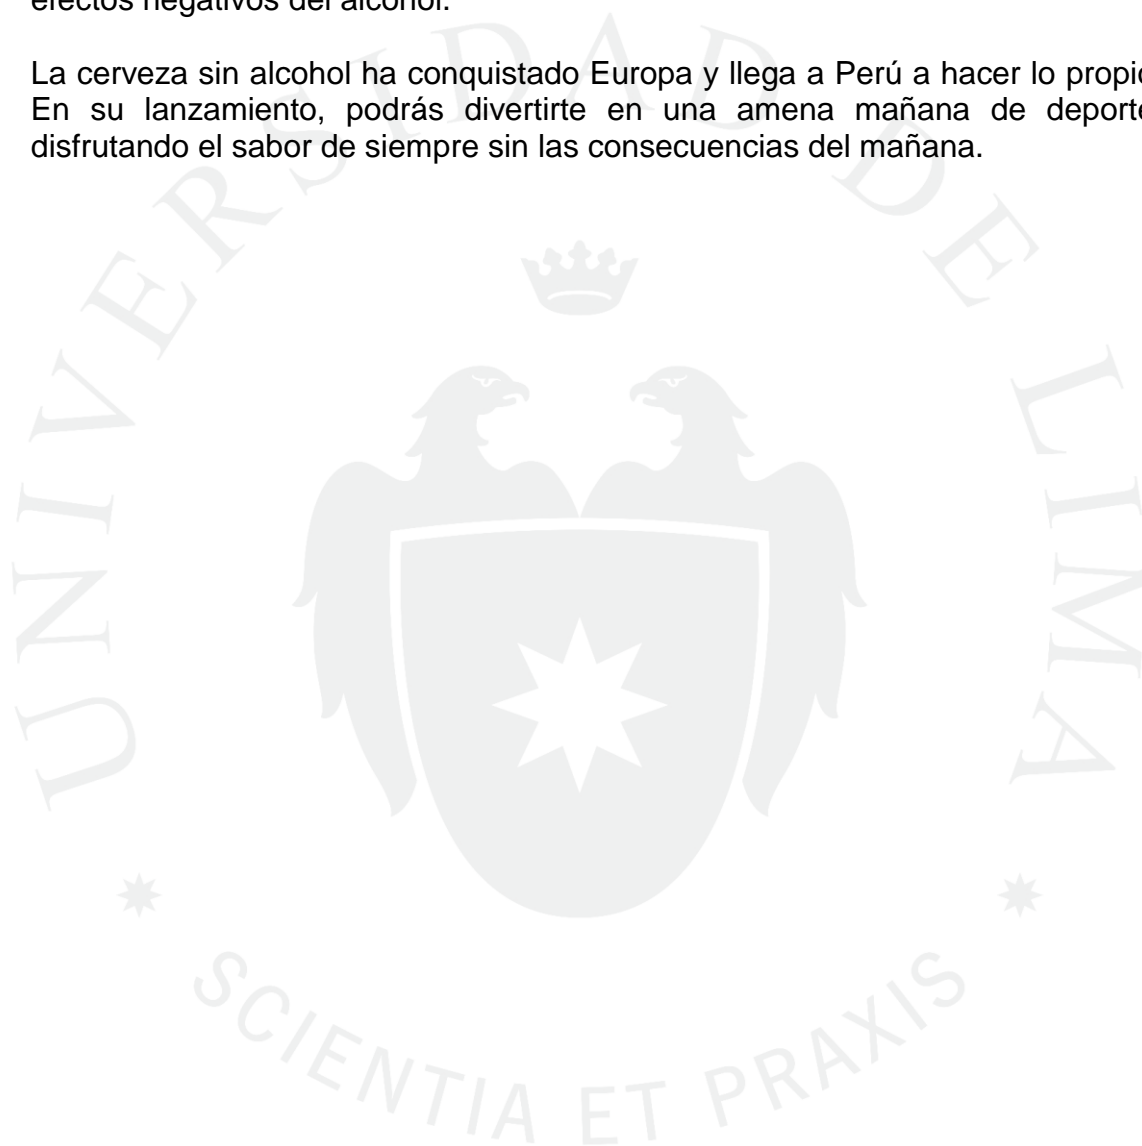 efectos negativos del alcohol.
La cerveza sin alcohol ha conquistado Europa y llega a Perú a hacer lo propio
En su lanzamiento, podrás divertirte en una amena mañana de deporte
disfrutando el sabor de siempre sin las consecuencias del mañana.
UNIVERSIDAD DE LIMA
SCIENTIA ET PRAXIS